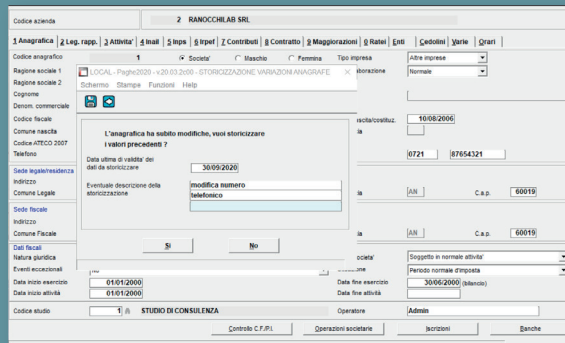 Codice azienda 2 RANOCCHILAB SRL
1 Anagrafica 2 Leg. rapp. 3 Attivita' 4 Inail 5 Inps 6 Irpef 7 Contributi 8 Contratto 9 Maggiorazioni 0 Ratei Enti Cedolini Varie Orari
Codice anagrafico 1 Societa' Maschio Femmina Tipo impresa Altre imprese
Ragione sociale 1 Normale
LOCAL - Paghe2020 - v.20.03.2c00 - STORICIZZAZIONE VARIAZIONI ANAGRAFE
Ragione sociale 2
Schermo Stampe Funzioni Help
Cognome
Denom. commerciale
Codice fiscale 10/08/2006
Comune nascita
L'anagrafica ha subito modifiche, vuoi storicizzare
Codice ATECO 2007
i valori precedenti ?
Telefono 0721 87654321
Data ultima di validita' dei
dati da storicizzare 30/09/2020
Sede legale/residenza
Indirizzo
Eventuale descrizione della
storicizzazione
modifica numero
telefonico
Comune Legale AN C.a.p. 60019
Sede fiscale
Indirizzo
Comune Fiscale AN C.a.p. 60019
Si No
Dati fiscali
Natura giuridica Soggetto in normale attivita'
Eventi eccezionali Periodo normale d'imposta
Data inizio esercizio 01/01/2000 Data fine esercizio 30/06/2000 (bilancio)
Data inizio attività 01/01/2000 Data fine attività
Codice studio 1 STUDIO DI CONSULENZA Operatore Admin
Controllo C.F./P.I. Operazioni societarie Iscrizioni Banche